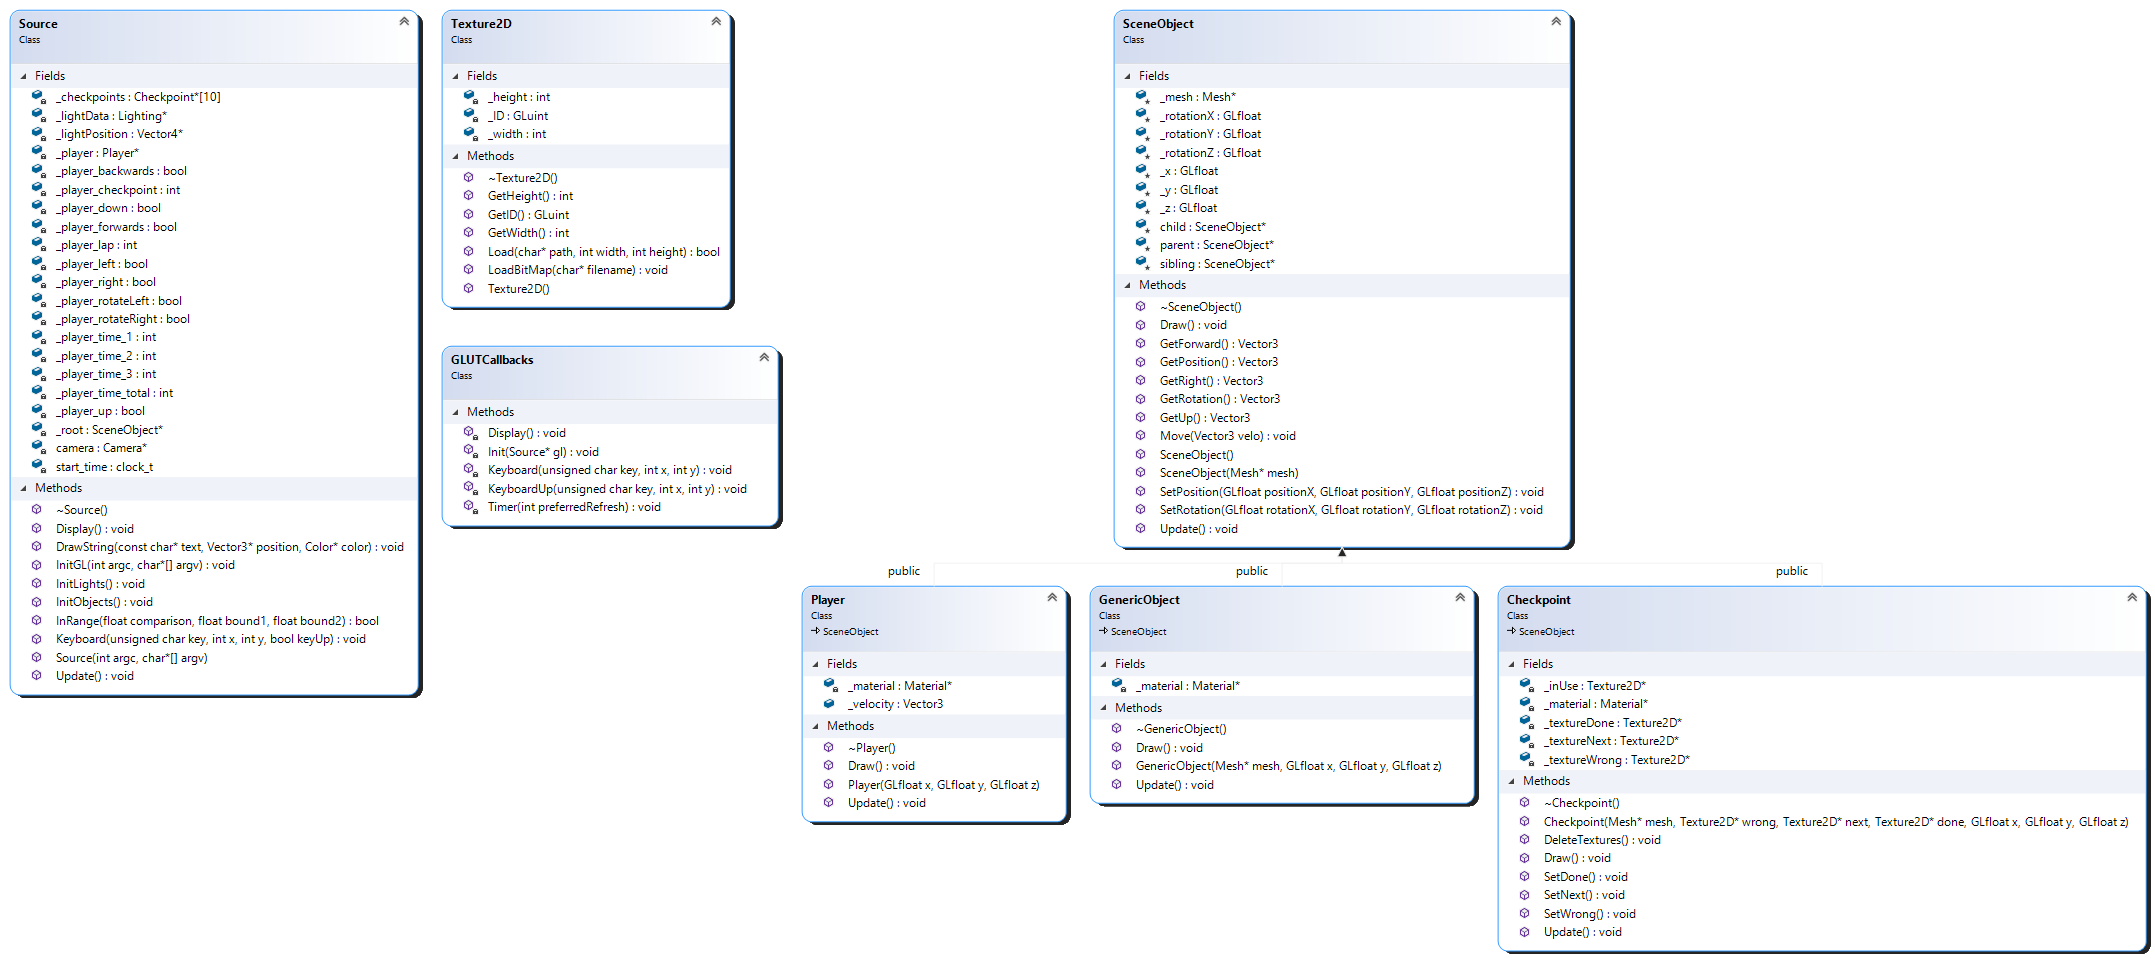 Source
Class
Fields
_checkpoints : Checkpoint*[10]
_lightData : Lighting*
_lightPosition : Vector4*
_player : Player*
_player_backwards : bool
_player_checkpoint : int
_player_down : bool
_player_forwards : bool
_player_lap : int
_player_left : bool
_player_right : bool
_player_rotateLeft : bool
_player_rotateRight : bool
_player_time_1 : int
_player_time_2 : int
_player_time_3 : int
_player_time_total : int
_player_up : bool
_root : SceneObject*
camera : Camera*
start_time : clock_t
Methods
~Source()
Display() : void
DrawString(const char* text, Vector3* position, Color* color) : void
InitGL(int argc, char*[] argv) : void
InitLights() : void
InitObjects() : void
InRange(float comparison, float bound1, float bound2) : bool
Keyboard(unsigned char key, int x, int y, bool keyUp) : void
Source(int argc, char*[] argv)
Update() : void
Texture2D
Class
Fields
_height : int
_ID : GLuint
_width : int
Methods
~Texture2D()
GetHeight() : int
GetID() : GLuint
GetWidth() : int
Load(char* path, int width, int height) : bool
LoadBitMap(char* filename) : void
Texture2D()
GLUTCallbacks
Class
Methods
Display() : void
Init(Source* gl) : void
Keyboard(unsigned char key, int x, int y) : void
KeyboardUp(unsigned char key, int x, int y) : void
Timer(int preferredRefresh) : void
SceneObject
Class
Fields
_mesh : Mesh*
_rotationX : GLfloat
_rotationY : GLfloat
_rotationZ : GLfloat
_x : GLfloat
_y : GLfloat
_z : GLfloat
child : SceneObject*
parent : SceneObject*
sibling : SceneObject*
Methods
~SceneObject()
Draw() : void
GetForward() : Vector3
GetPosition() : Vector3
GetRight() : Vector3
GetRotation() : Vector3
GetUp() : Vector3
Move(Vector3 velo) : void
SceneObject()
SceneObject(Mesh* mesh)
SetPosition(GLfloat positionX, GLfloat positionY, GLfloat positionZ) : void
SetRotation(GLfloat rotationX, GLfloat rotationY, GLfloat rotationZ) : void
Update() : void
public
public
public
Player
Class
SceneObject
Fields
_material : Material*
_velocity : Vector3
Methods
~Player()
Draw() : void
Player(GLfloat x, GLfloat y, GLfloat z)
Update() : void
GenericObject
Class
SceneObject
Fields
_material : Material*
Methods
~GenericObject()
Draw() : void
GenericObject(Mesh* mesh, GLfloat x, GLfloat y, GLfloat z)
Update() : void
Checkpoint
Class
SceneObject
Fields
_inUse : Texture2D*
_material : Material*
_textureDone : Texture2D*
_textureNext : Texture2D*
_textureWrong : Texture2D*
Methods
~Checkpoint()
Checkpoint(Mesh* mesh, Texture2D* wrong, Texture2D* next, Texture2D* done, GLfloat x, GLfloat y, GLfloat z)
DeleteTextures() : void
Draw() : void
SetDone() : void
SetNext() : void
SetWrong() : void
Update() : void